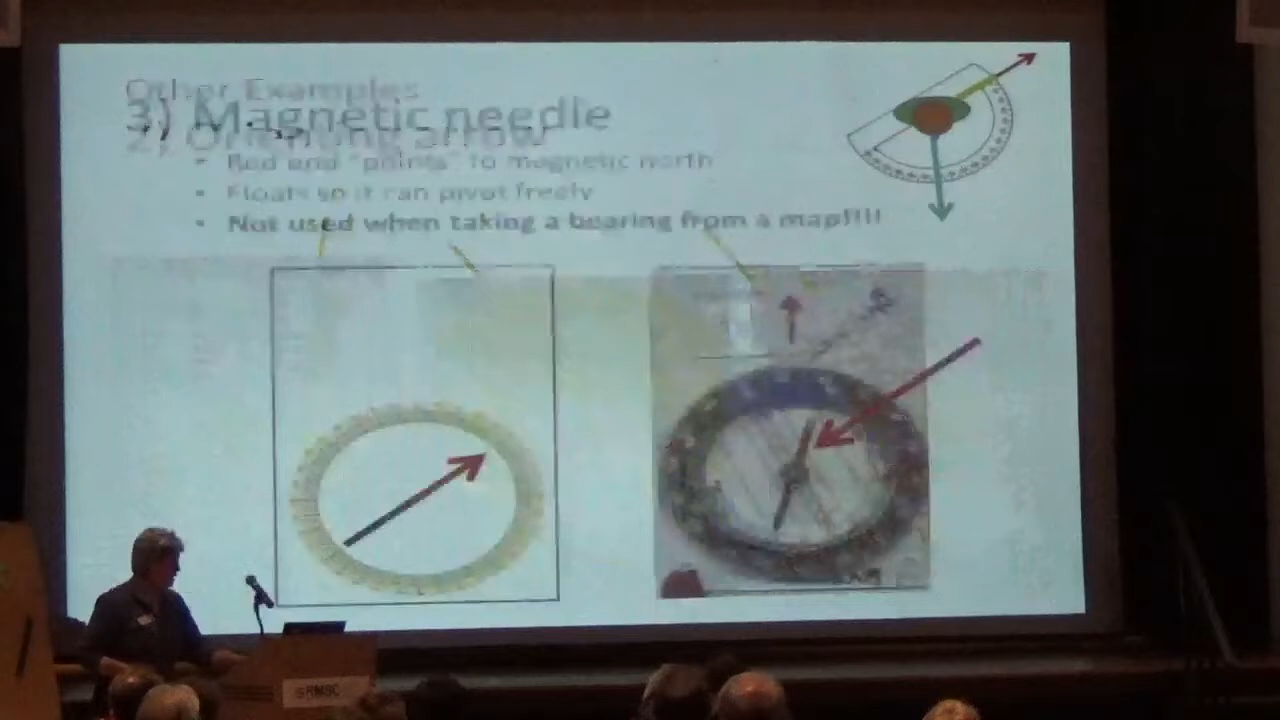 Other Examples
3) Magnetic needle
2) Orienting arrow
• Red end "points" to magnetic north
• Floats so it can pivot freely
• Not used when taking a bearing from a map!!!!
RMSC